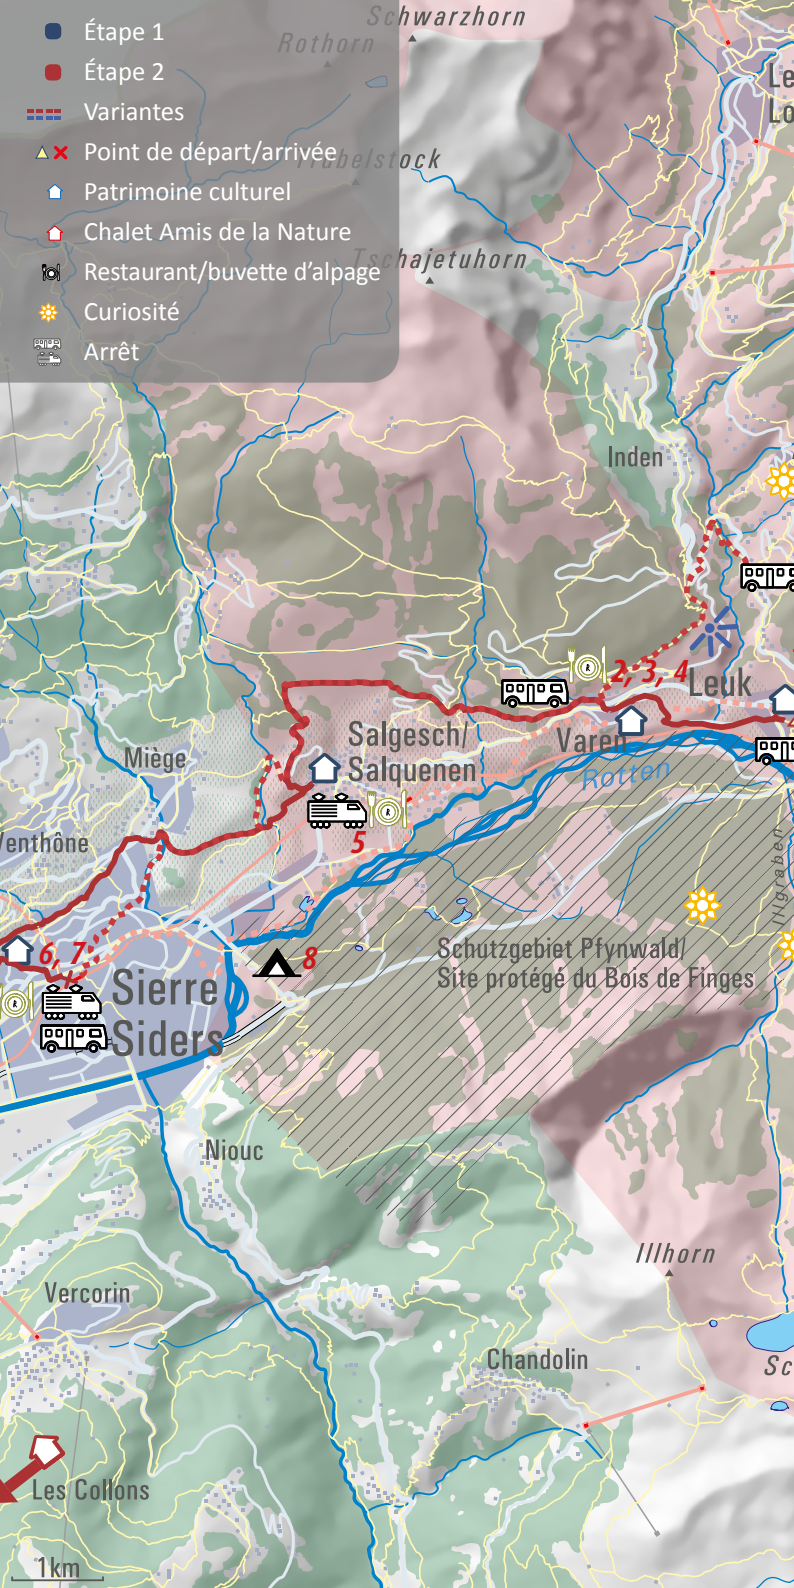 Étape 1
Étape 2
Variantes
Point de départ/arrivée
Patrimoine culturel
Chalet Amis de la Nature
Restaurant/buvette d'alpage
Curiosité
Arrêt
Schwarzhorn
Rothorn
Trubelstock
Tschajetuhorn
Le
Lo
Inden
2, 3, 4
Leuk
Varen
Salgesch/
Salquenen
Rotten
Miège
5
Venthône
Illgraben
6, 7
8
Schutzgebiet Pfynwald/
Site protégé du Bois de Finges
Sierre
Siders
Niouc
Illhorn
Vercorin
Chandolin
Sc
Les Collons
1km